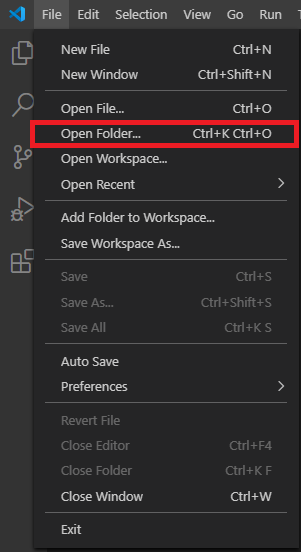 File Edit Selection View Go Run
New File Ctrl+N
New Window Ctrl+Shift+N
Open File... Ctrl+O
Open Folder... Ctrl+K Ctrl+O
Open Workspace...
Open Recent
Add Folder to Workspace...
Save Workspace As...
Save Ctrl+S
Save As... Ctrl+Shift+S
Save All Ctrl+K S
Auto Save
Preferences
Revert File
Close Editor Ctrl+F4
Close Folder Ctrl+K F
Close Window Ctrl+W
Exit